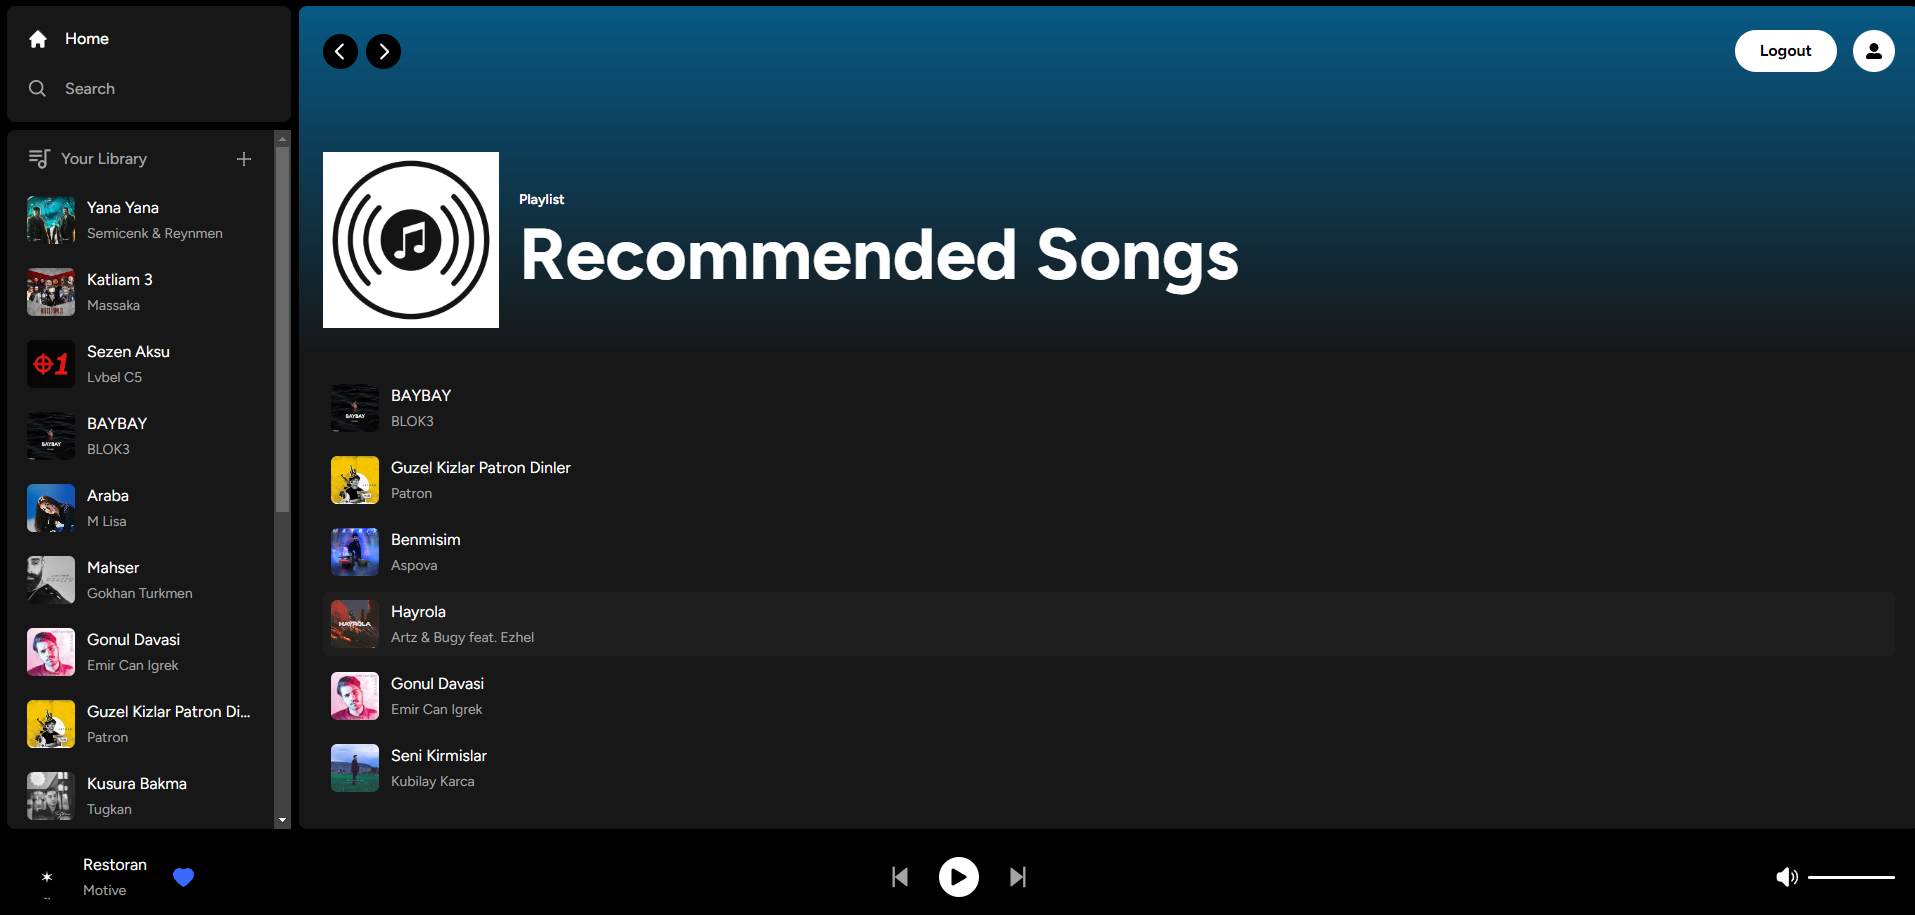 Home
Search
Your Library
Yana Yana
Semicenk & Reynmen
Katliam 3
Massaka
Sezen Aksu
Lvbel C5
BAYBAY
BLOK3
Araba
M Lisa
Mahser
Gokhan Turkmen
Gonul Davasi
Emir Can Igrek
Guzel Kizlar Patron Di...
Patron
Kusura Bakma
Tugkan
Logout
Playlist
Recommended Songs
BAYBAY
BAYBAY
BLOK3
Guzel Kizlar Patron Dinler
Patron
Benmisim
Aspova
HAYROLA
Hayrola
Artz & Bugy feat. Ezhel
Gonul Davasi
Emir Can Igrek
Seni Kirmislar
Kubilay Karca
Restoran
Motive